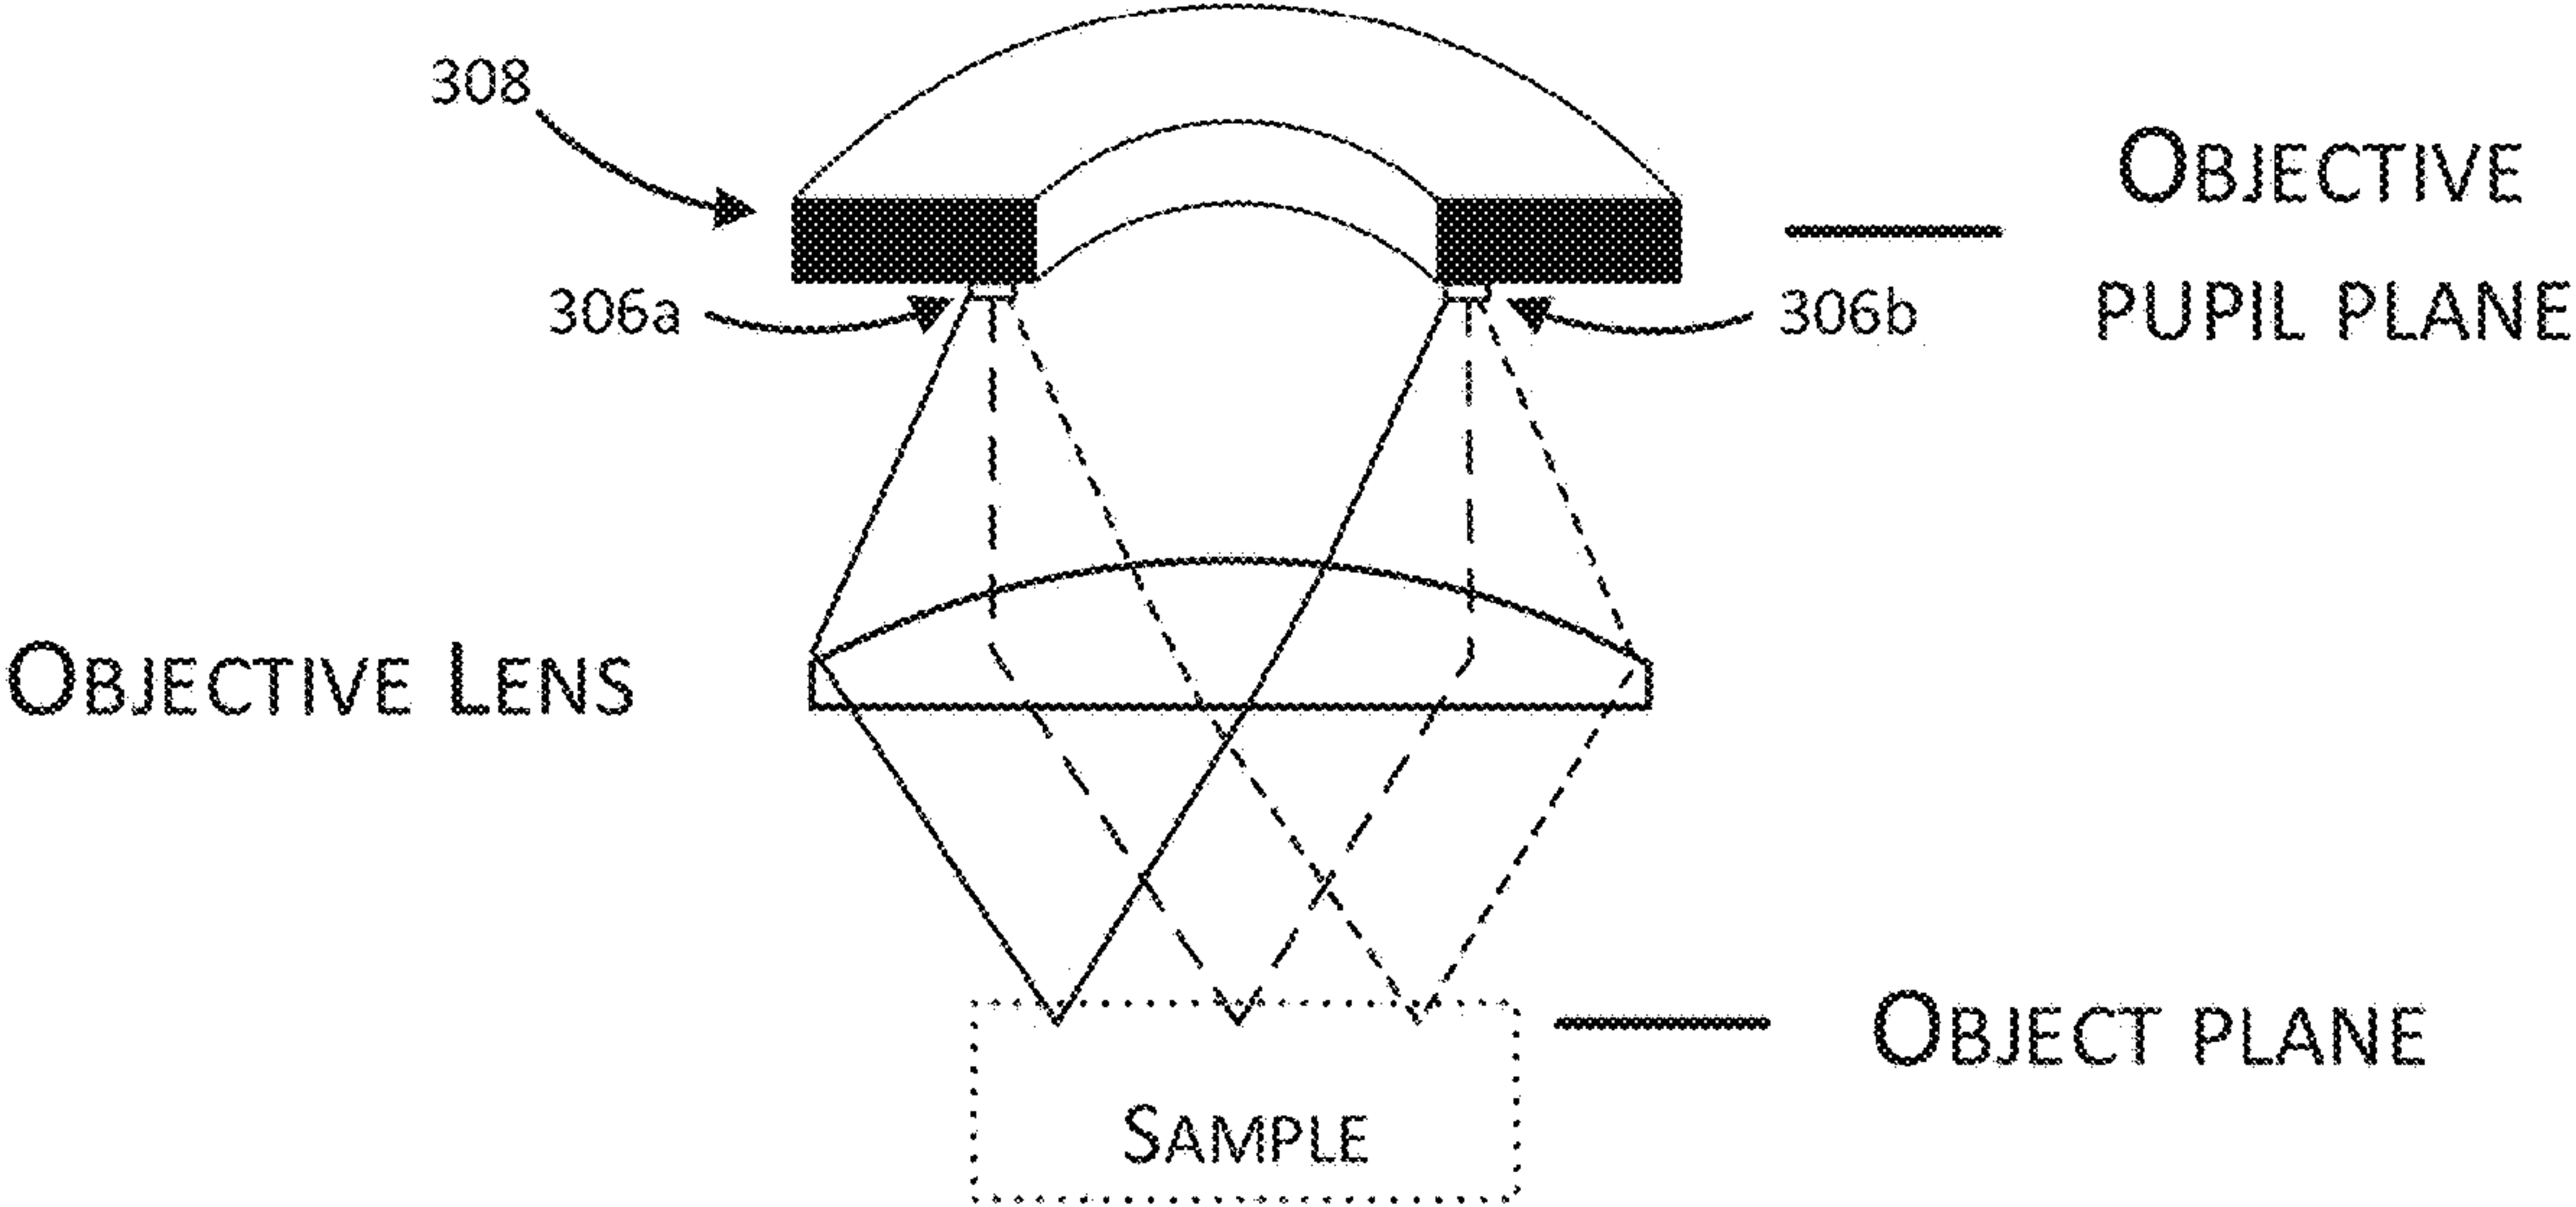 308
OBJECTIVE
PUPIL PLANE
306a
306b
OBJECTIVE LENS
OBJECT PLANE
SAMPLE